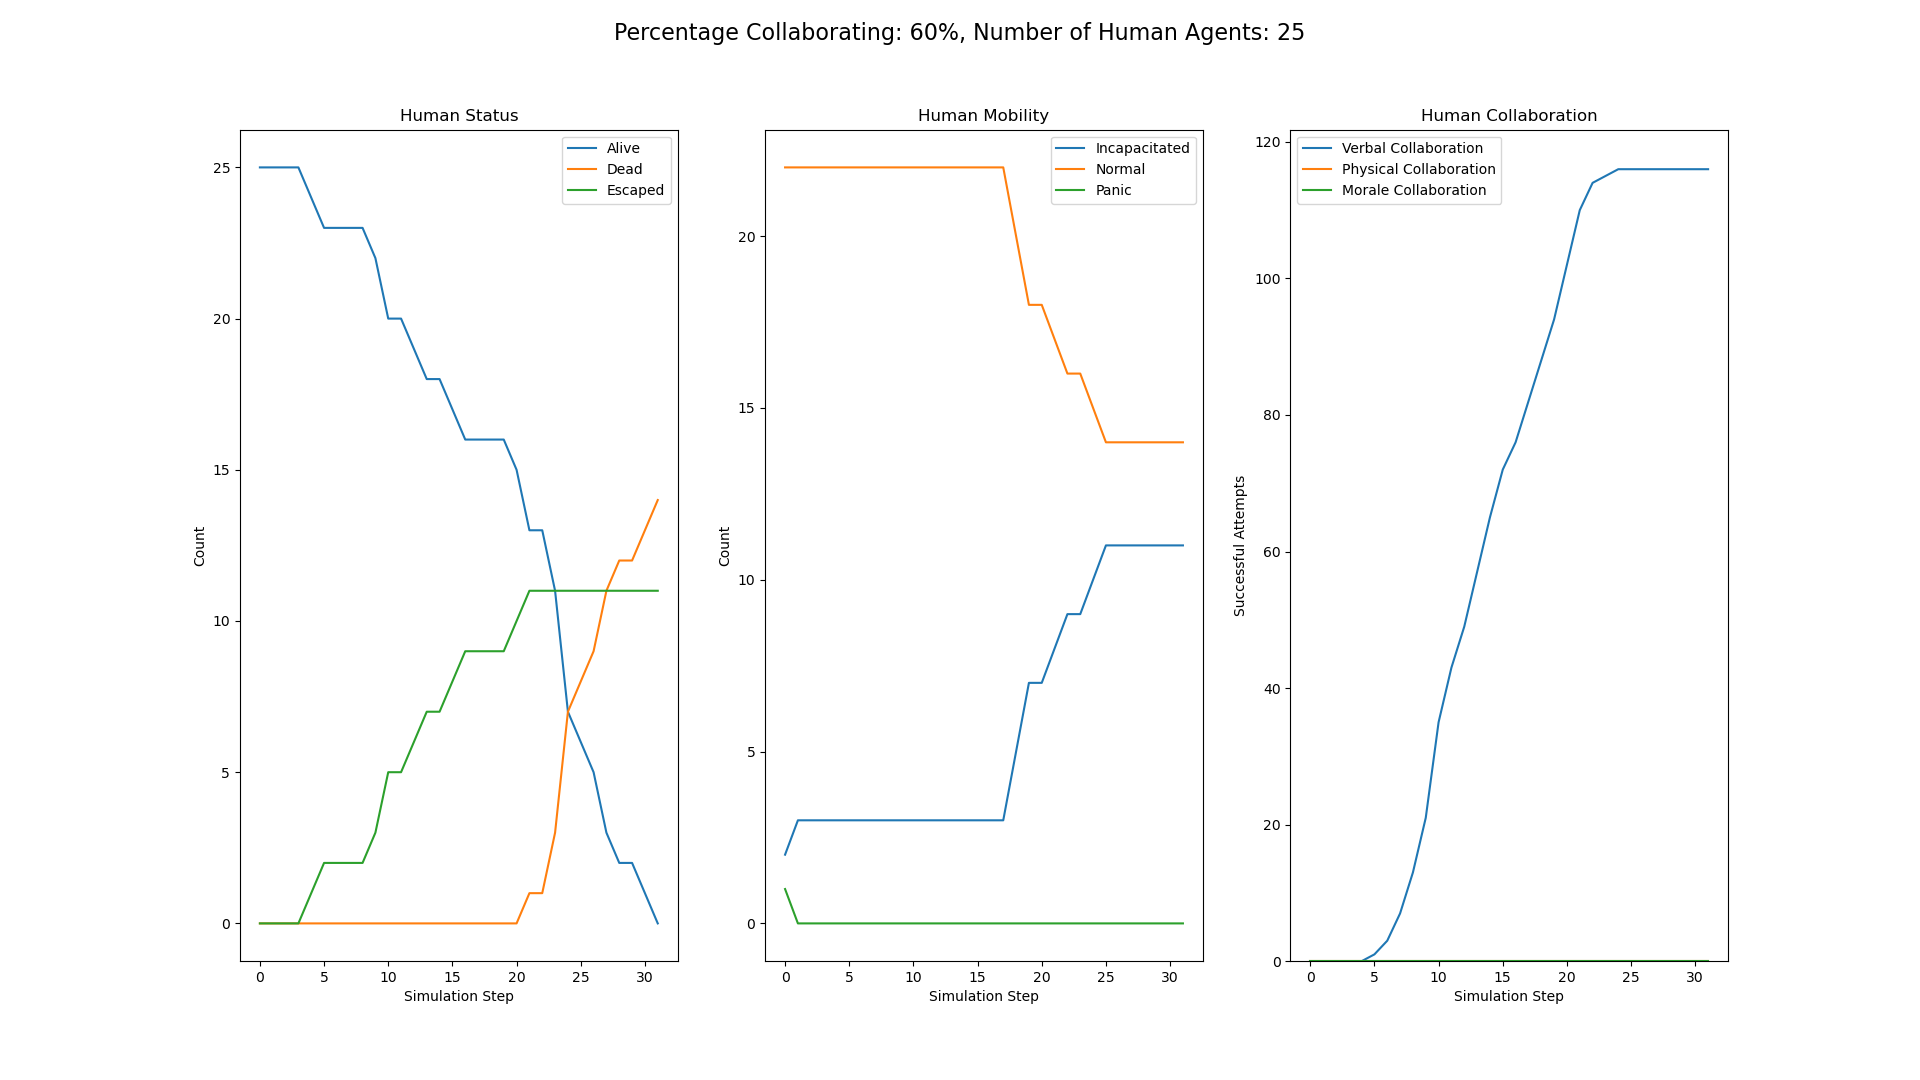 Percentage Collaborating: 60%, Number of Human Agents: 25
Human Status
Alive
Dead
Escaped
25
20
15
10
5
0
Count
0 5 10 15 20 25 30
Simulation Step
Human Mobility
Incapacitated
Normal
Panic
20
15
10
5
0
Count
0 5 10 15 20 25 30
Simulation Step
Human Collaboration
Verbal Collaboration
Physical Collaboration
Morale Collaboration
120
100
80
60
40
20
0
Successful Attempts
0 5 10 15 20 25 30
Simulation Step